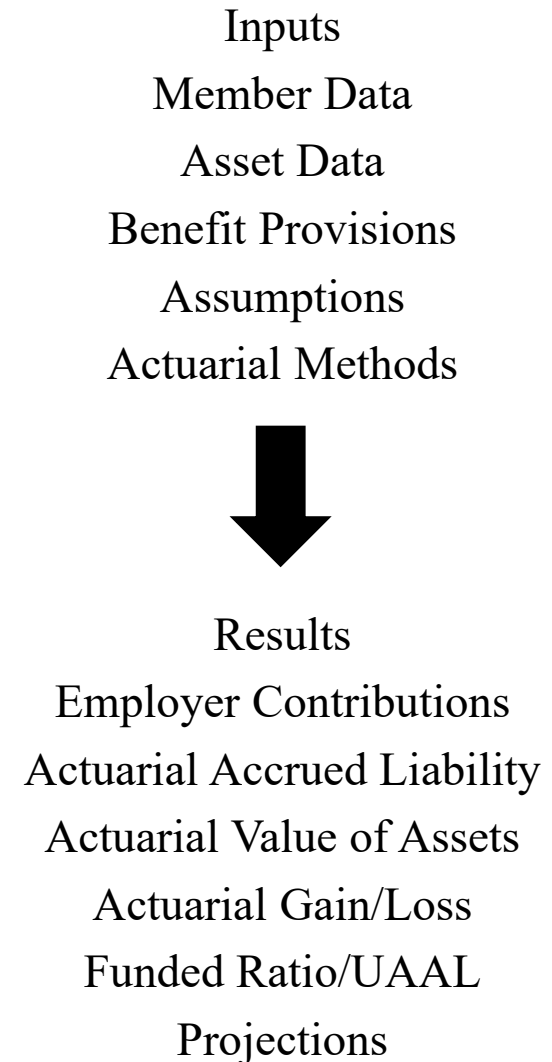 Inputs
Member Data
Asset Data
Benefit Provisions
Assumptions
Actuarial Methods
Results
Employer Contributions
Actuarial Accrued Liability
Actuarial Value of Assets
Actuarial Gain/Loss
Funded Ratio/UAAL
Projections